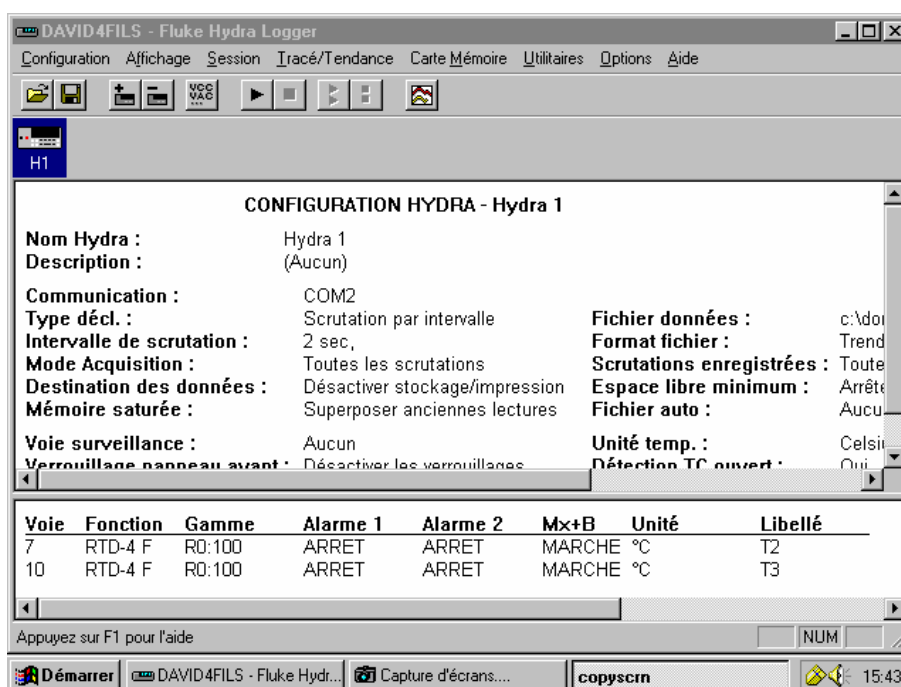 DAVID4FILS - Fluke Hydra Logger
Configuration Affichage Session Tracé/Tendance Carte Mémoire Utilitaires Options Aide
VCC
VAC
H1
CONFIGURATION HYDRA - Hydra 1
Nom Hydra : Hydra 1
Description : (Aucun)
Communication : COM2
Type décl. : Scrutation par intervalle Fichier données : c:\do
Intervalle de scrutation : 2 sec, Format fichier : Trend
Mode Acquisition : Toutes les scrutations Scrutations enregistrées : Toute
Destination des données : Désactiver stockage/impression Espace libre minimum : Arrête
Mémoire saturée : Superposer anciennes lectures Fichier auto : Aucu
Voie surveillance : Aucun Unité temp. : Celsi
Verrouillage panneau avant : Désactiver les verrouillages Détection TC ouvert : Oui
Voie Fonction Gamme Alarme 1 Alarme 2 Mx+B Unité Libellé
7 RTD-4 F R0:100 ARRET ARRET MARCHE °C T2
10 RTD-4 F R0:100 ARRET ARRET MARCHE °C T3
Appuyez sur F1 pour l'aide NUM
Démarrer DAVID4FILS - Fluke Hydr... Capture d'écrans.... copyscrn 15:43